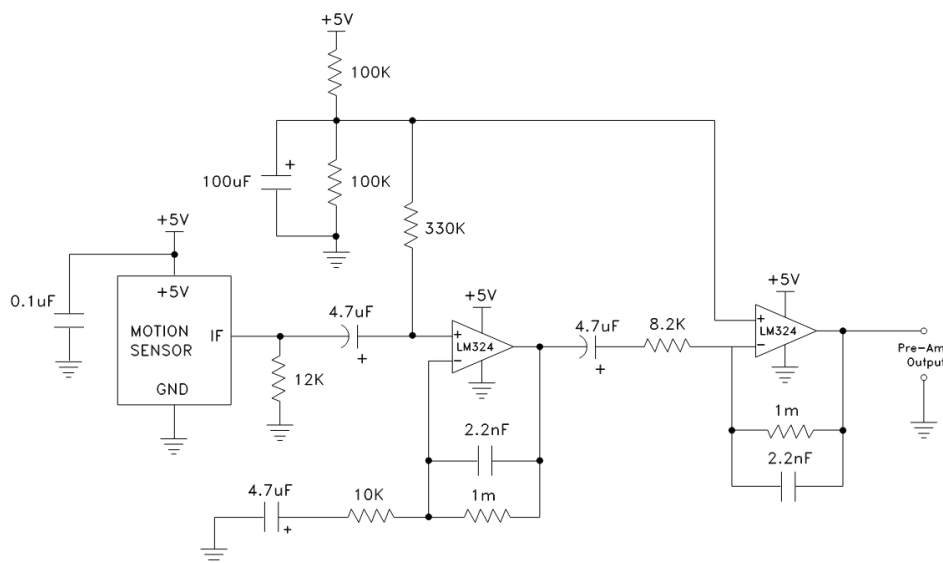 +5V
100K
100uF
+
100K
330K
+5V
0.1uF
+5V
MOTION
SENSOR
IF
GND
12K
4.7uF
+
+5V
+
LM324
−
4.7uF
+
8.2K
+5V
+
LM324
−
Pre-Am
Output
2.2nF
1m
1m
2.2nF
4.7uF
+
10K